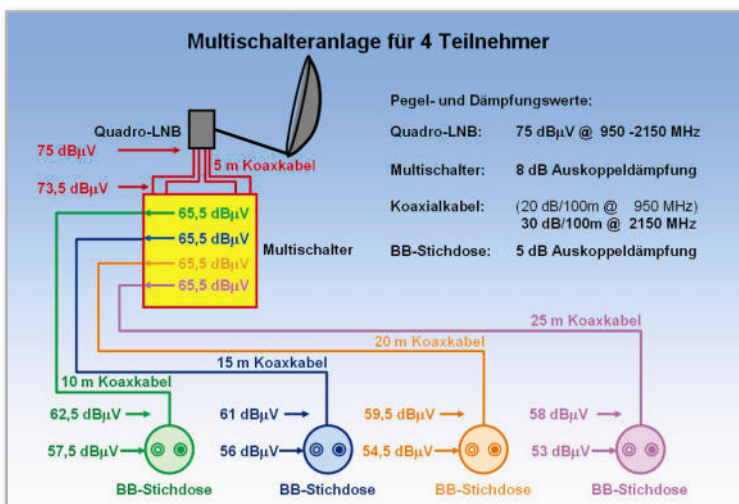 Multischalteranlage für 4 Teilnehmer
Pegel- und Dämpfungswerte:
Quadro-LNB: 75 dBµV @ 950 -2150 MHz
Multischalter: 8 dB Auskoppeldämpfung
Koaxialkabel: (20 dB/100m @ 950 MHz)
30 dB/100m @ 2150 MHz
BB-Stichdose: 5 dB Auskoppeldämpfung
Quadro-LNB
75 dBµV
5 m Koaxkabel
73,5 dBµV
65,5 dBµV
65,5 dBµV
65,5 dBµV
65,5 dBµV
Multischalter
25 m Koaxkabel
20 m Koaxkabel
15 m Koaxkabel
10 m Koaxkabel
62,5 dBµV
57,5 dBµV
BB-Stichdose
61 dBµV
56 dBµV
BB-Stichdose
59,5 dBµV
54,5 dBµV
BB-Stichdose
58 dBµV
53 dBµV
BB-Stichdose